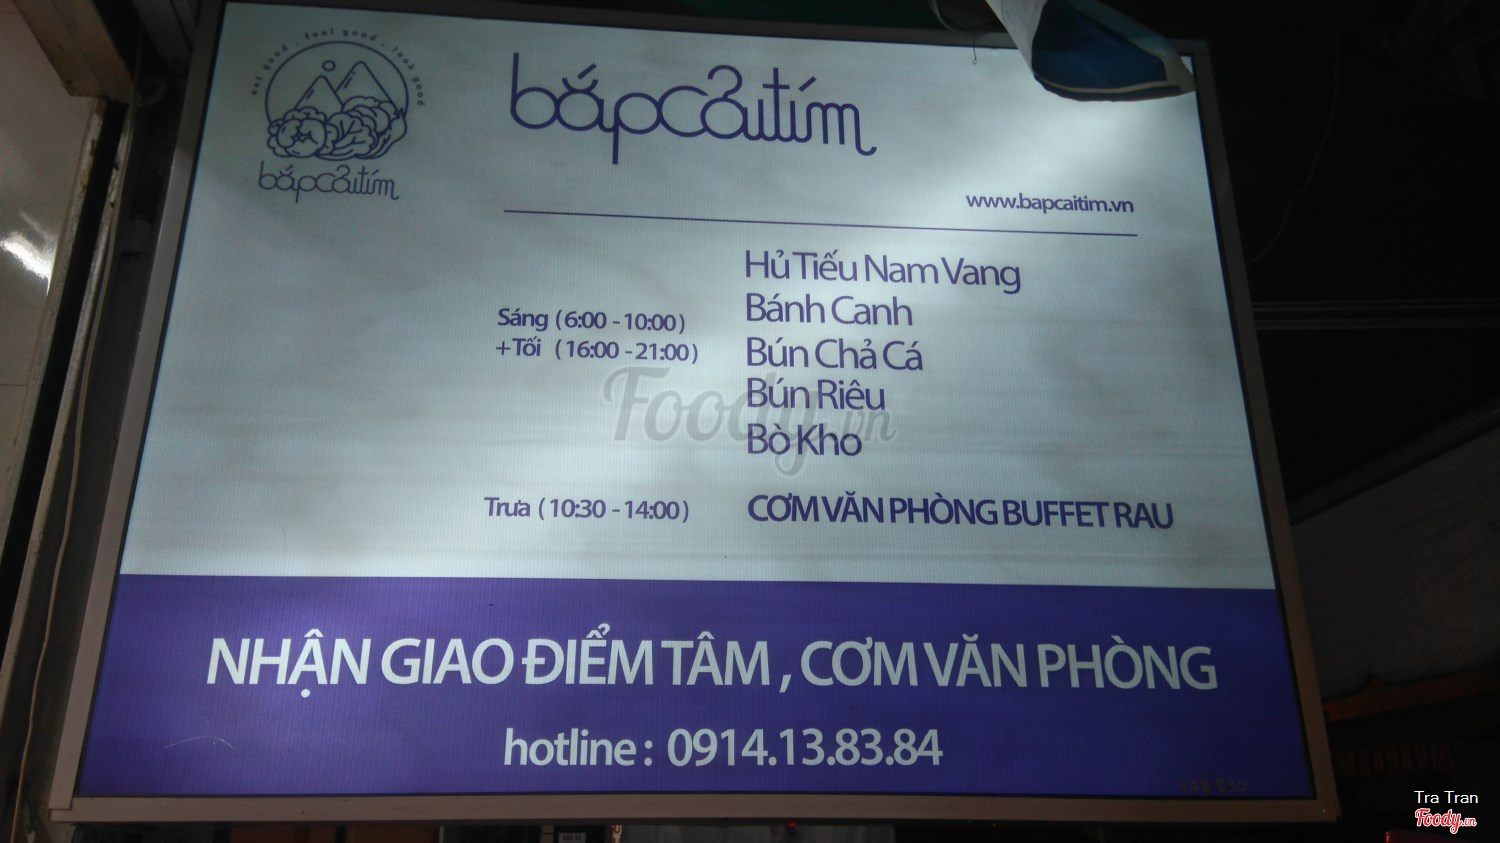 eat good . feel good . look good
bắpcảitím
bắpcảitím
www.bapcaitim.vn
Hủ Tiếu Nam Vang
Bánh Canh
Sáng (6:00 - 10:00)
+Tối (16:00 - 21:00)
Bún Chả Cá
Bún Riêu
Bò Kho
Foody.vn
Trưa (10:30 - 14:00)
CƠM VĂN PHÒNG BUFFET RAU
NHẬN GIAO ĐIỂM TÂM , CƠM VĂN PHÒNG
hotline : 0914.13.83.84
Tra Tran
Foody.vn